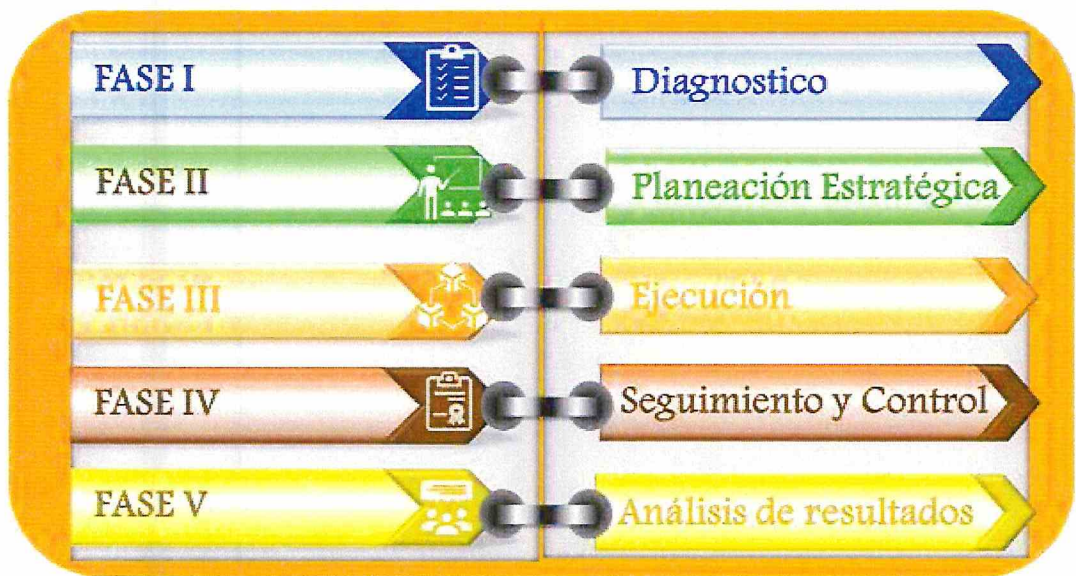 FASE I
Diagnostico
FASE II
Planeación Estratégica
FASE III
Ejecución
FASE IV
Seguimiento y Control
FASE V
Análisis de resultados